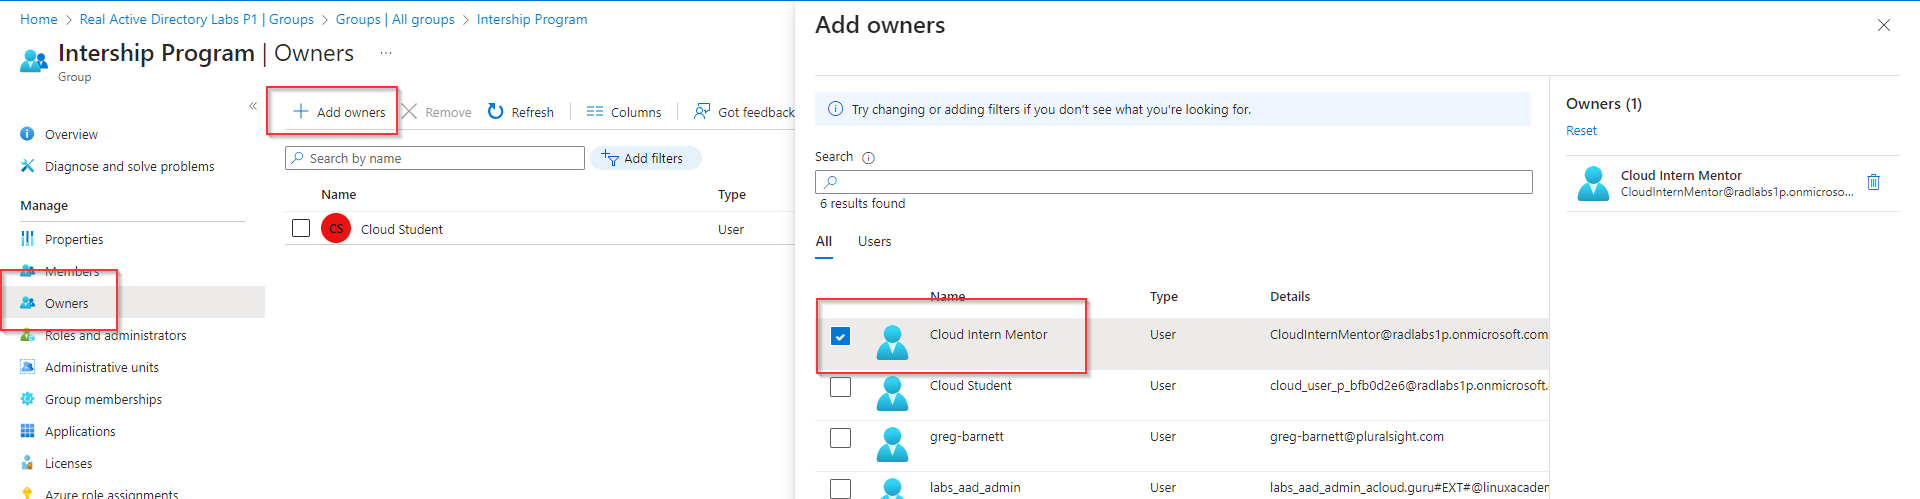 Home > Real Active Directory Labs P1 | Groups > Groups | All groups > Intership Program
Intership Program | Owners ...
Group
«
Overview
Diagnose and solve problems
Manage
Properties
Members
Owners
Roles and administrators
Administrative units
Group memberships
Applications
Licenses
Azure role assignments
+ Add owners Remove Refresh Columns Got feedback
Search by name Add filters
Name Type
CS Cloud Student User
Add owners
Try changing or adding filters if you don't see what you're looking for.
Search
6 results found
All Users
Name Type Details
Cloud Intern Mentor User CloudInternMentor@radlabs1p.onmicrosoft.com
Cloud Student User cloud_user_p_bfb0d2e6@radlabs1p.onmicrosoft.
greg-barnett User greg-barnett@pluralsight.com
labs_aad_admin User labs_aad_admin_acloud.guru#EXT#@linuxacadem
Owners (1)
Reset
Cloud Intern Mentor
CloudInternMentor@radlabs1p.onmicroso...